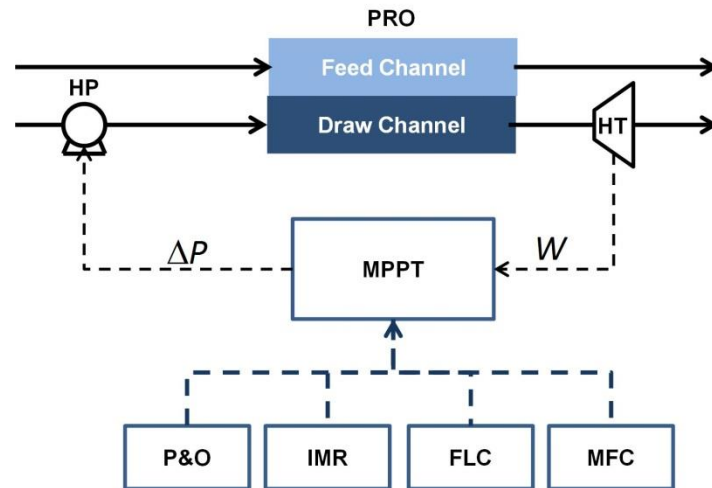 PRO
Feed Channel
HP
Draw Channel
HT
ΔP
MPPT
W
P&O
IMR
FLC
MFC